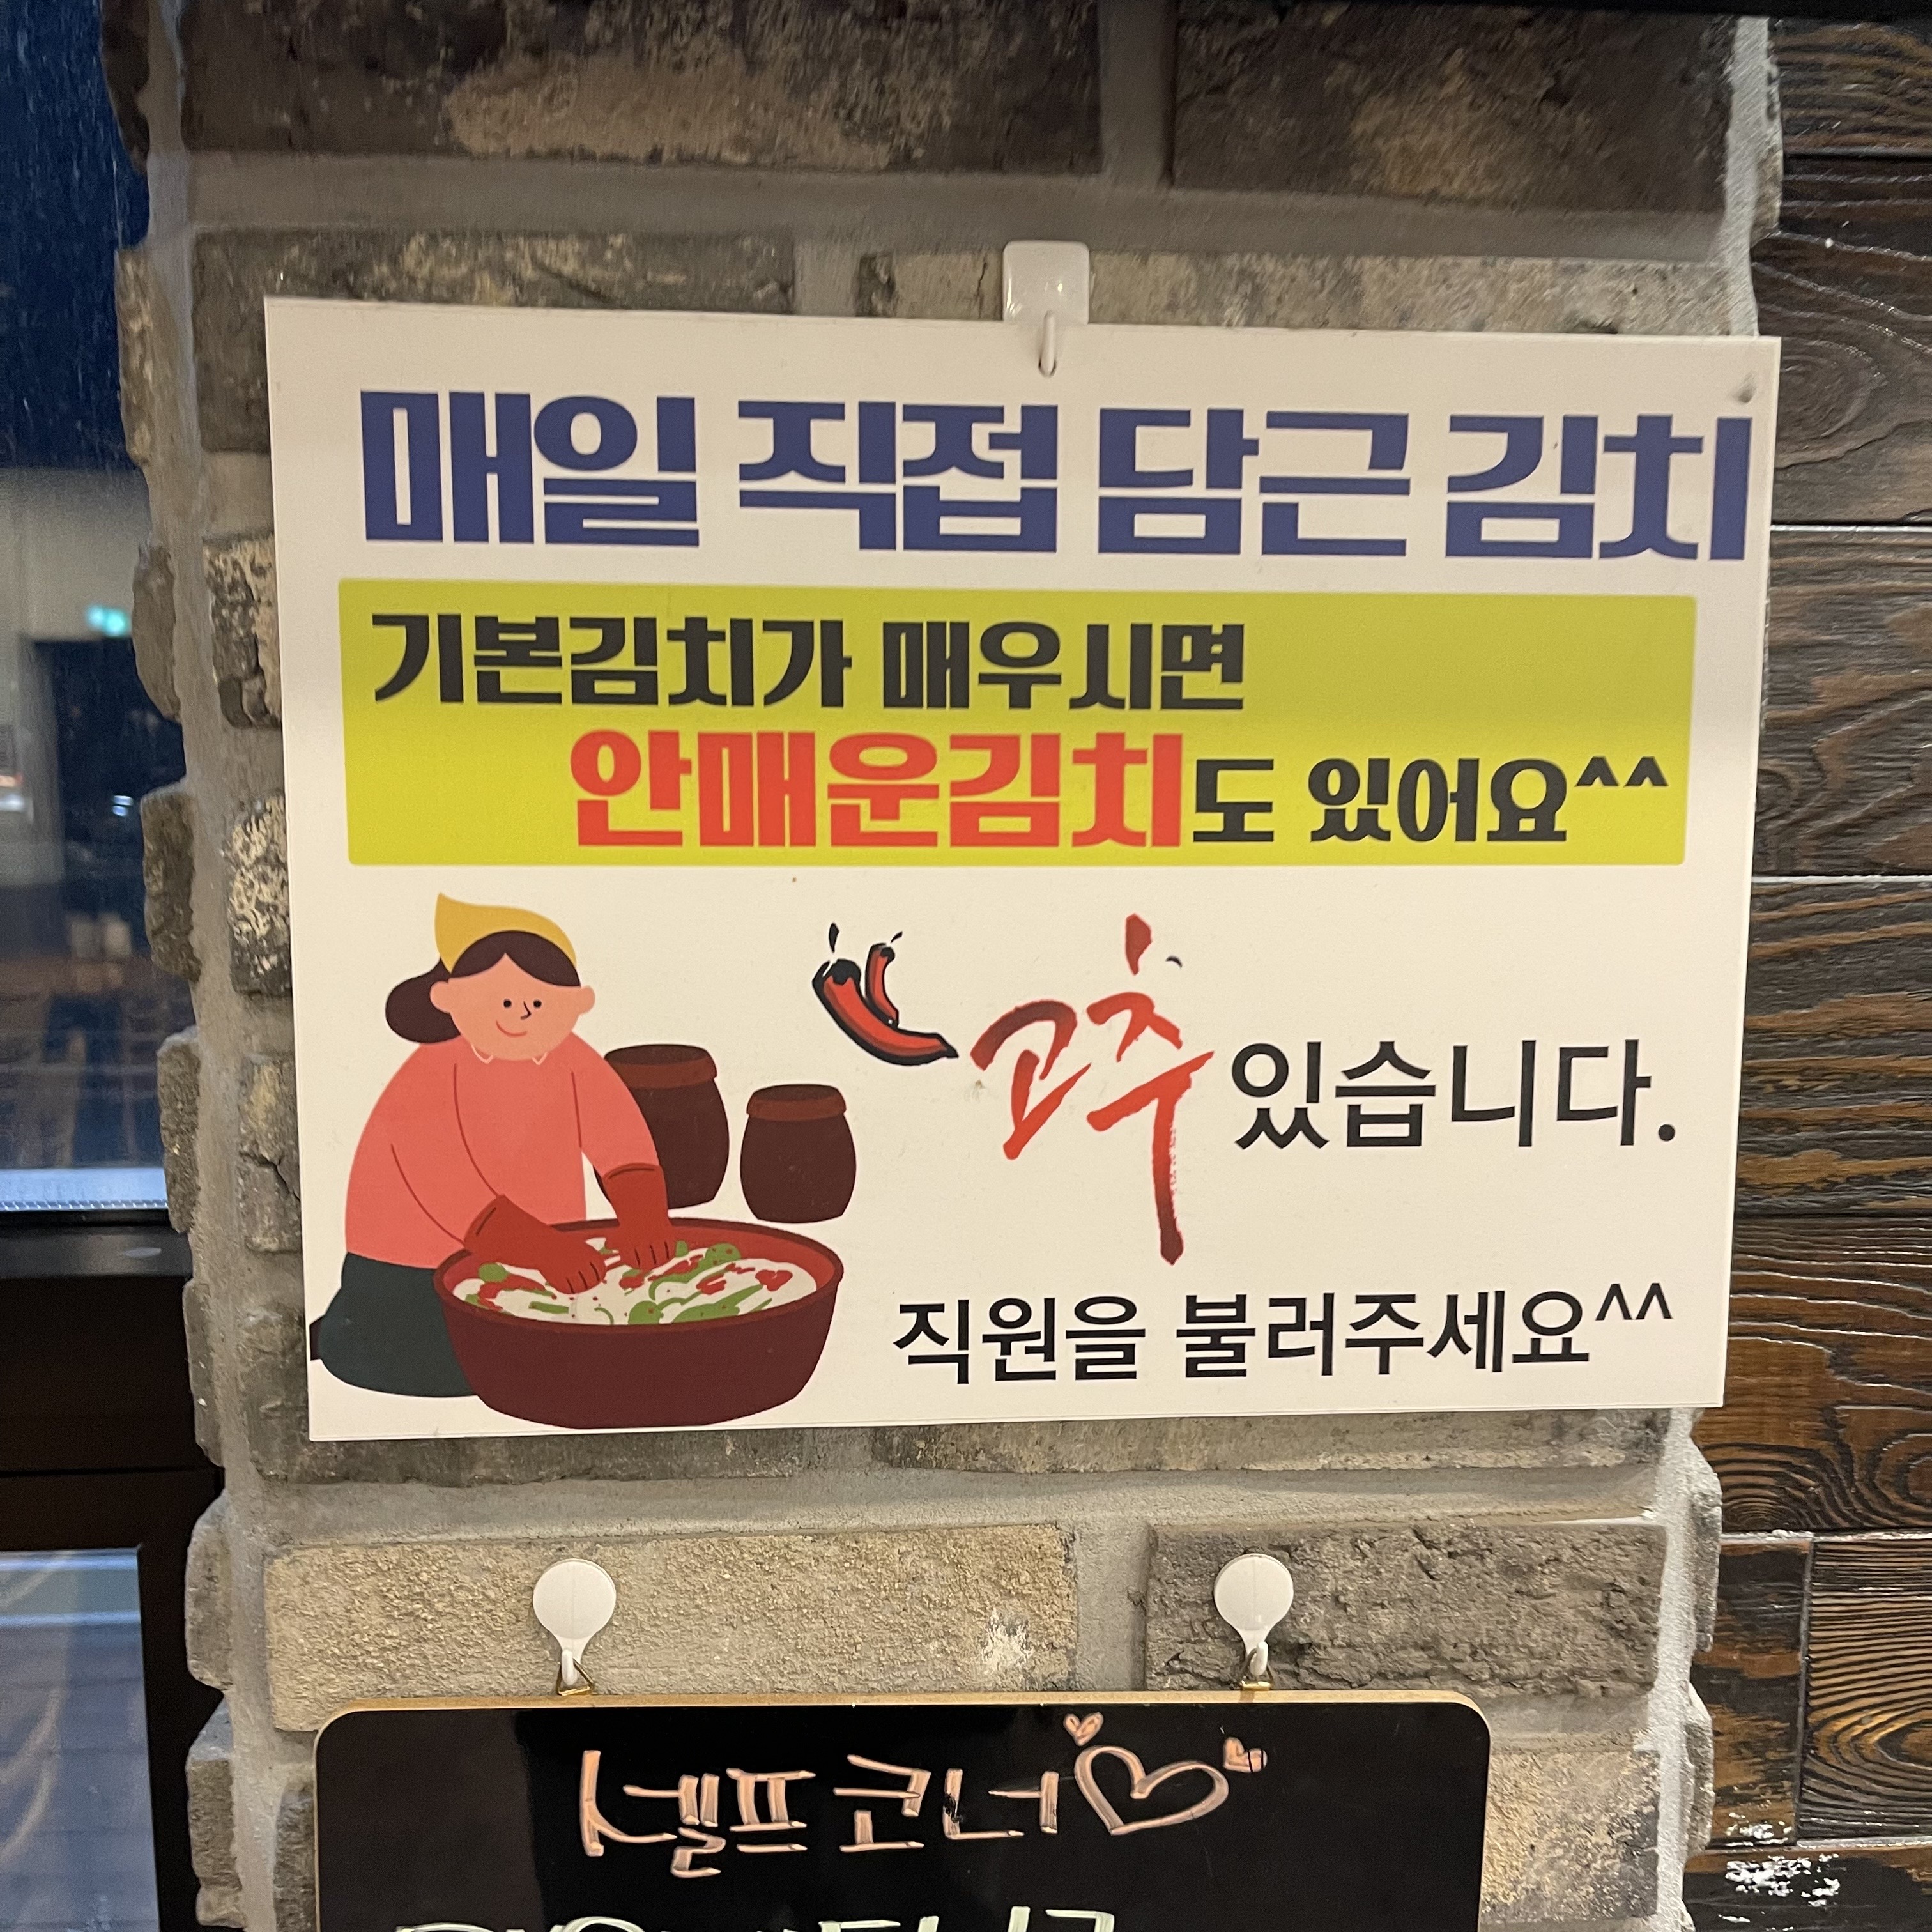 매일 직접 담근 김치
기본김치가 매우시면
안매운김치도 있어요^^
고추 있습니다.
직원을 불러주세요^^
셀프코너♡